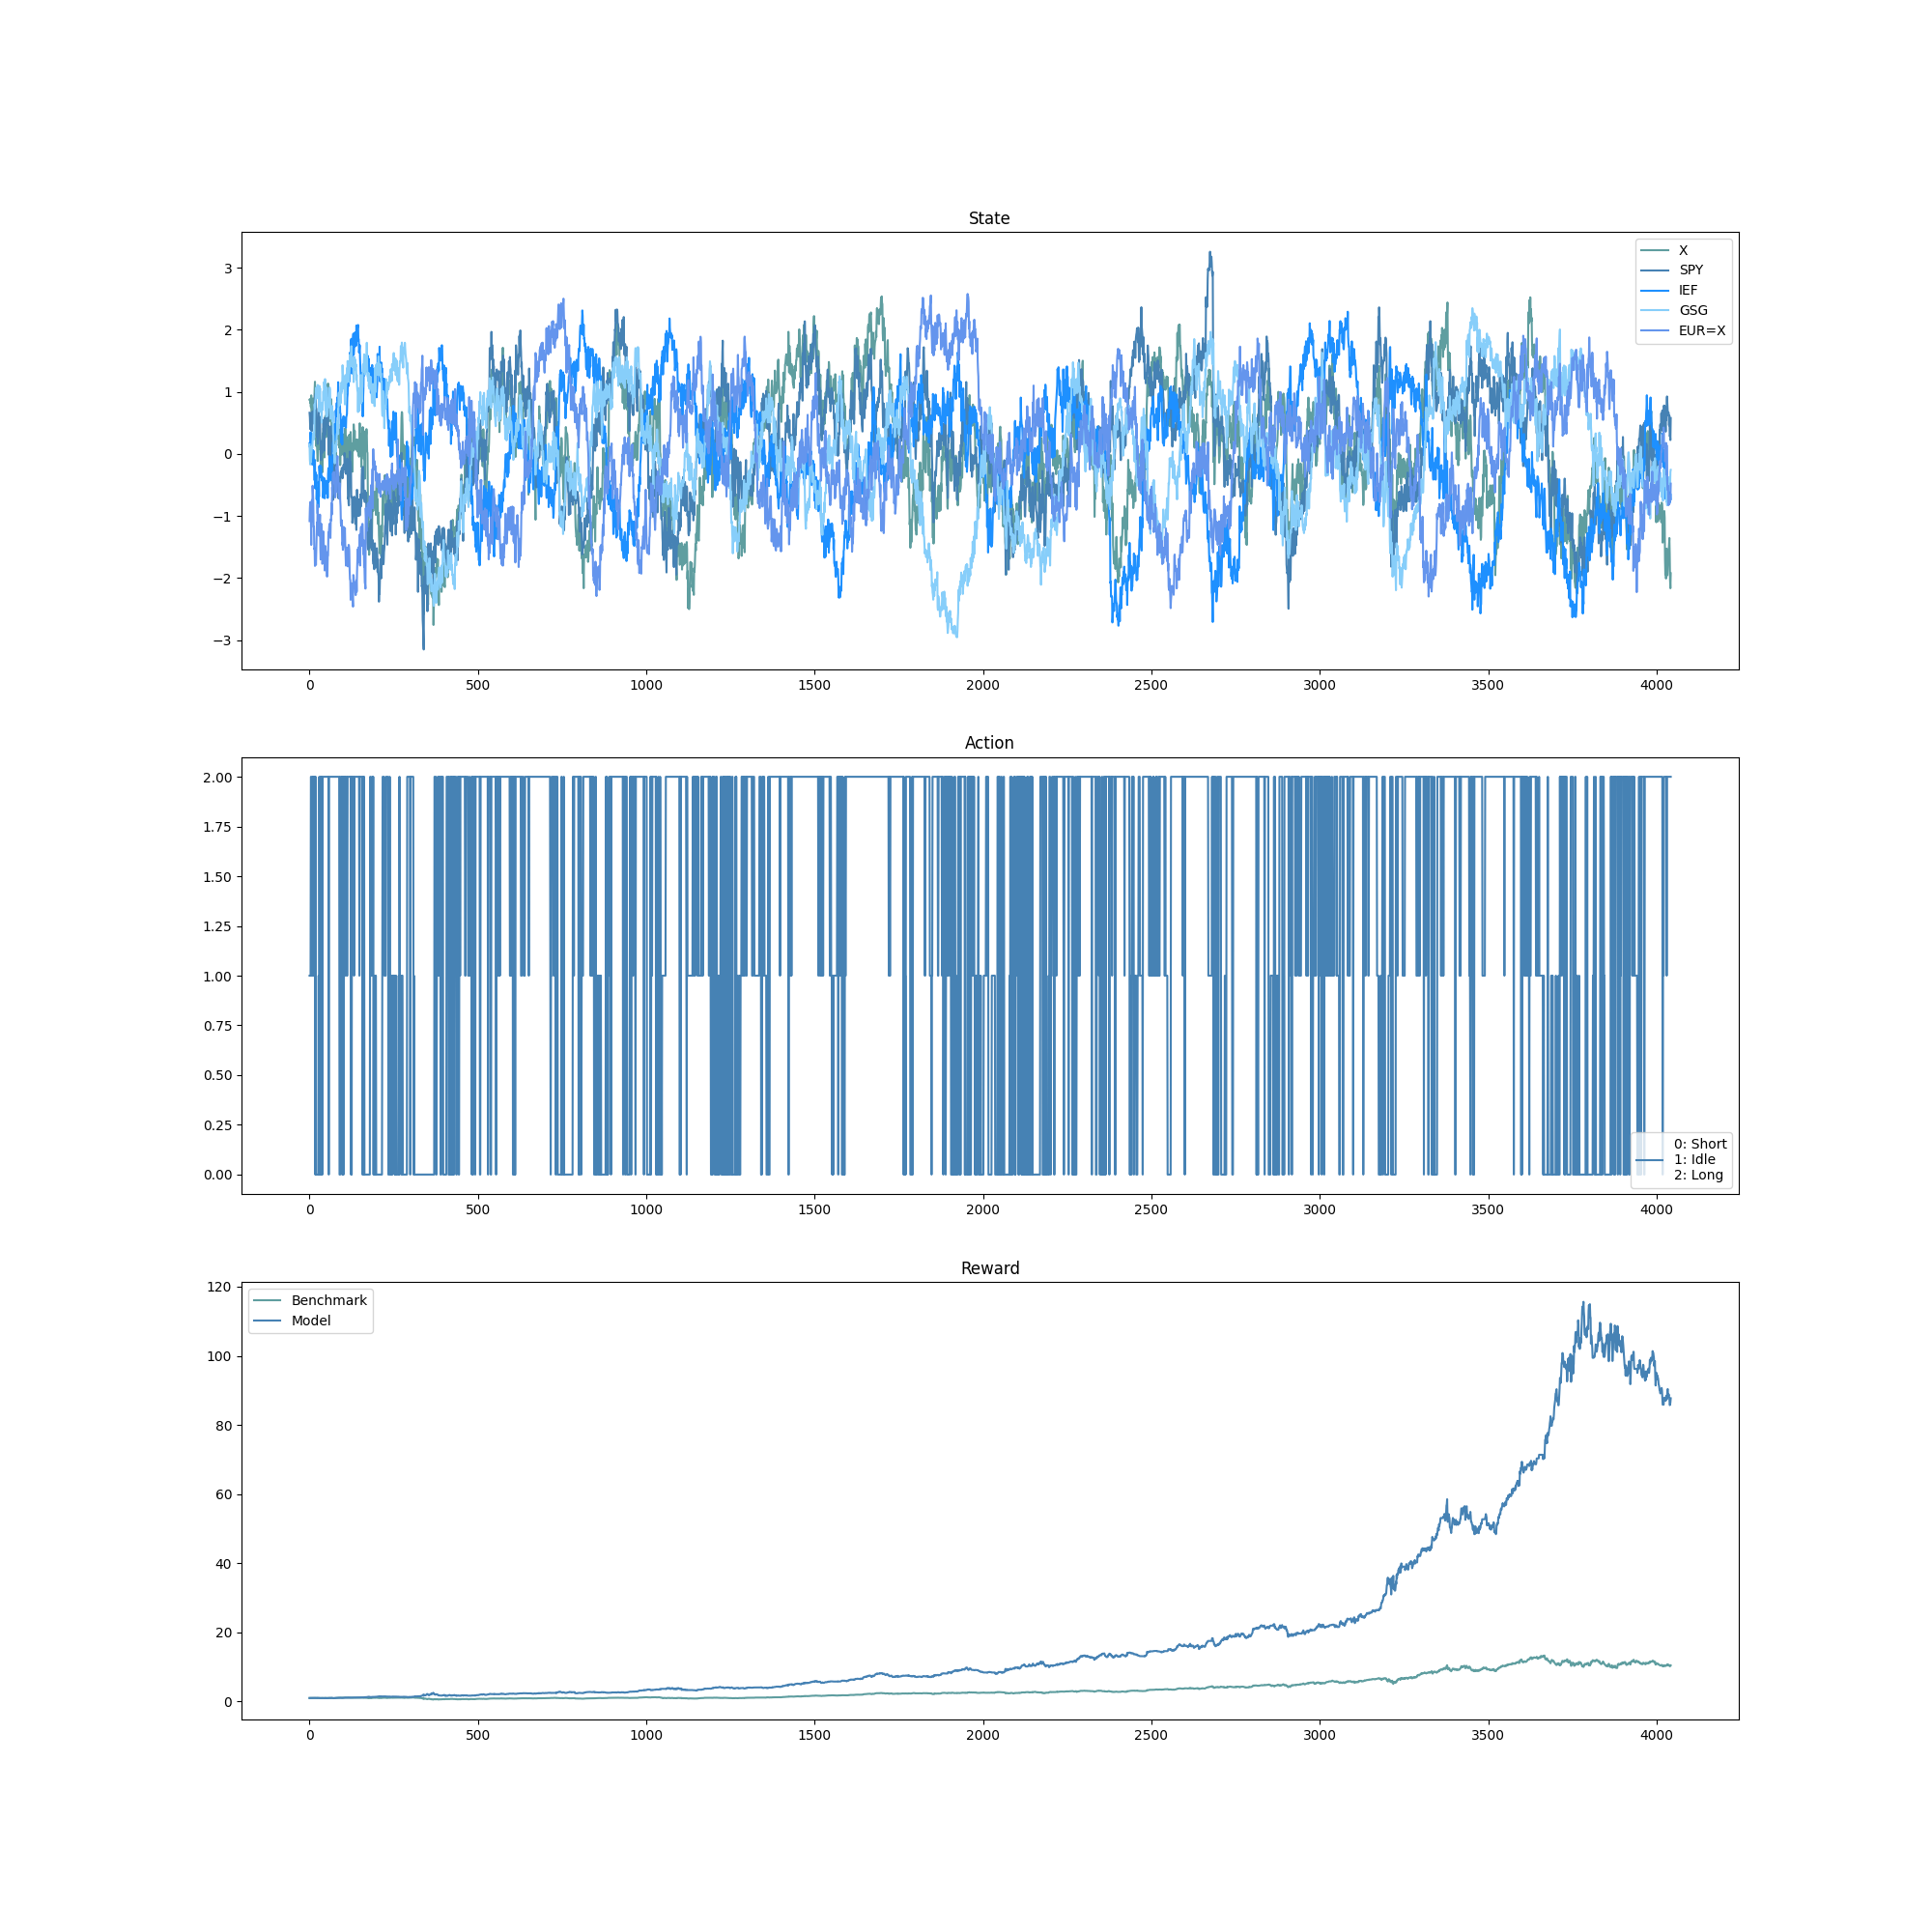 State
3
2
1
0
−1
−2
−3
X
SPY
IEF
GSG
EUR=X
0 500 1000 1500 2000 2500 3000 3500 4000
Action
2.00
1.75
1.50
1.25
1.00
0.75
0.50
0.25
0.00
0: Short
1: Idle
2: Long
0 500 1000 1500 2000 2500 3000 3500 4000
Reward
120
100
80
60
40
20
0
Benchmark
Model
0 500 1000 1500 2000 2500 3000 3500 4000